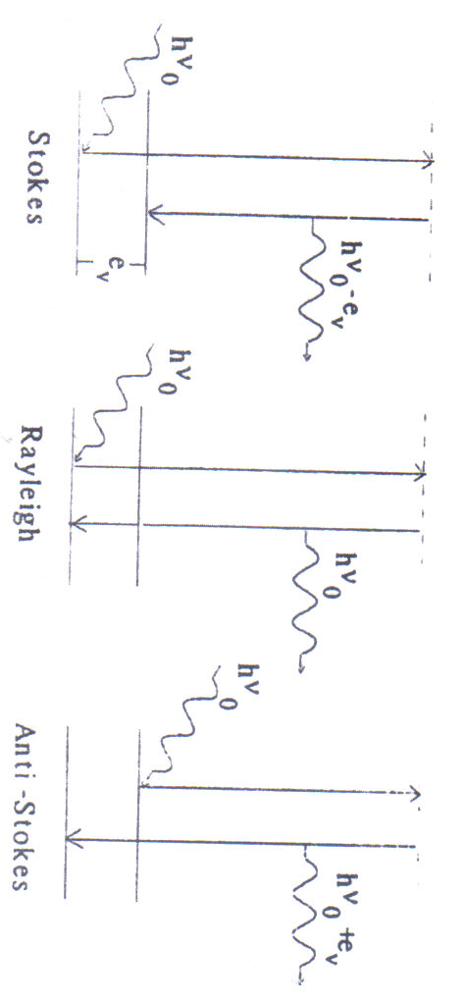 hν0
hν0-ev
ev
Stokes
hν0
hν0
Rayleigh
hν0
hν0+ev
Anti-Stokes